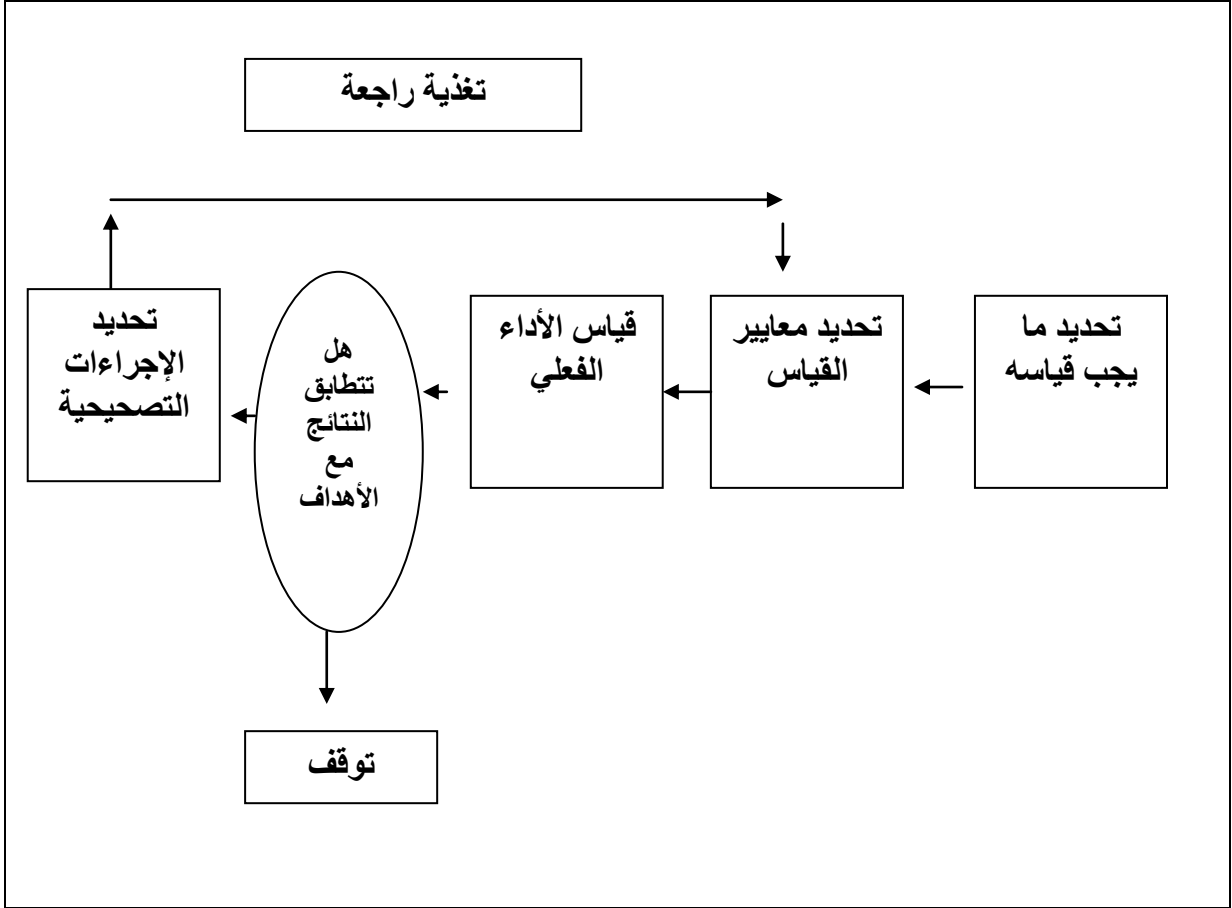 تغذية راجعة
تحديد ما
يجب قياسه
تحديد معايير
القياس
قياس الأداء
الفعلي
هل
تتطابق
النتائج
مع
الأهداف
تحديد
الإجراءات
التصحيحية
توقف